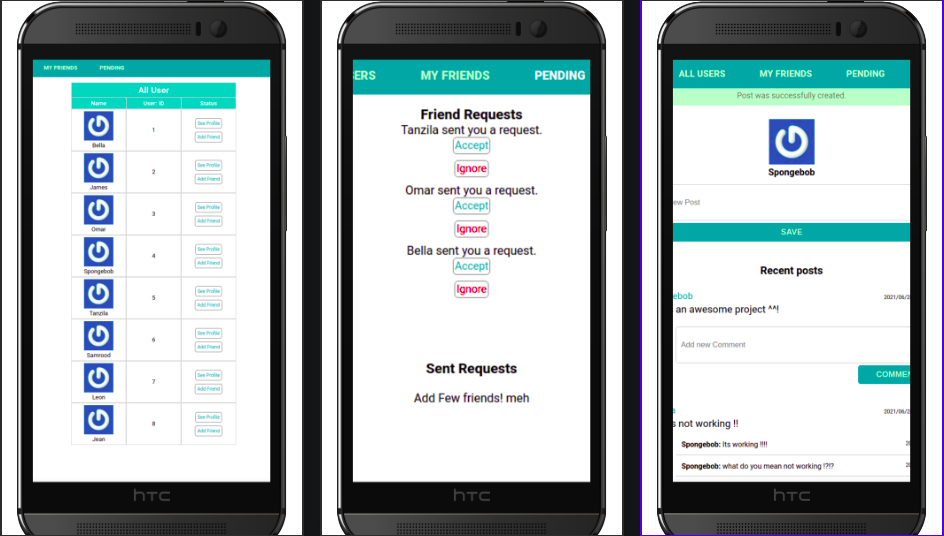 MY FRIENDS PENDING
All User
Name User: ID Status
See Profile
1
Add Friend
Bella
See Profile
2
Add Friend
James
See Profile
3
Add Friend
Omar
See Profile
4
Add Friend
Spongebob
See Profile
5
Add Friend
Tanzila
See Profile
6
Add Friend
Samrood
See Profile
7
Add Friend
Leon
See Profile
8
Add Friend
Jean
hTC
ERS MY FRIENDS PENDING
Friend Requests
Tanzila sent you a request.
Accept
Ignore
Omar sent you a request.
Accept
Ignore
Bella sent you a request.
Accept
Ignore
Sent Requests
Add Few friends! meh
hTC
ALL USERS MY FRIENDS PENDING
Post was successfully created.
Spongebob
ew Post
SAVE
Recent posts
ebob 2021/06/2
an awesome project ^^!
Add new Comment
COMMEN
2021/06/2
s not working !!
Spongebob: Its working !!!! 20
Spongebob: what do you mean not working !?!? 20
hTC